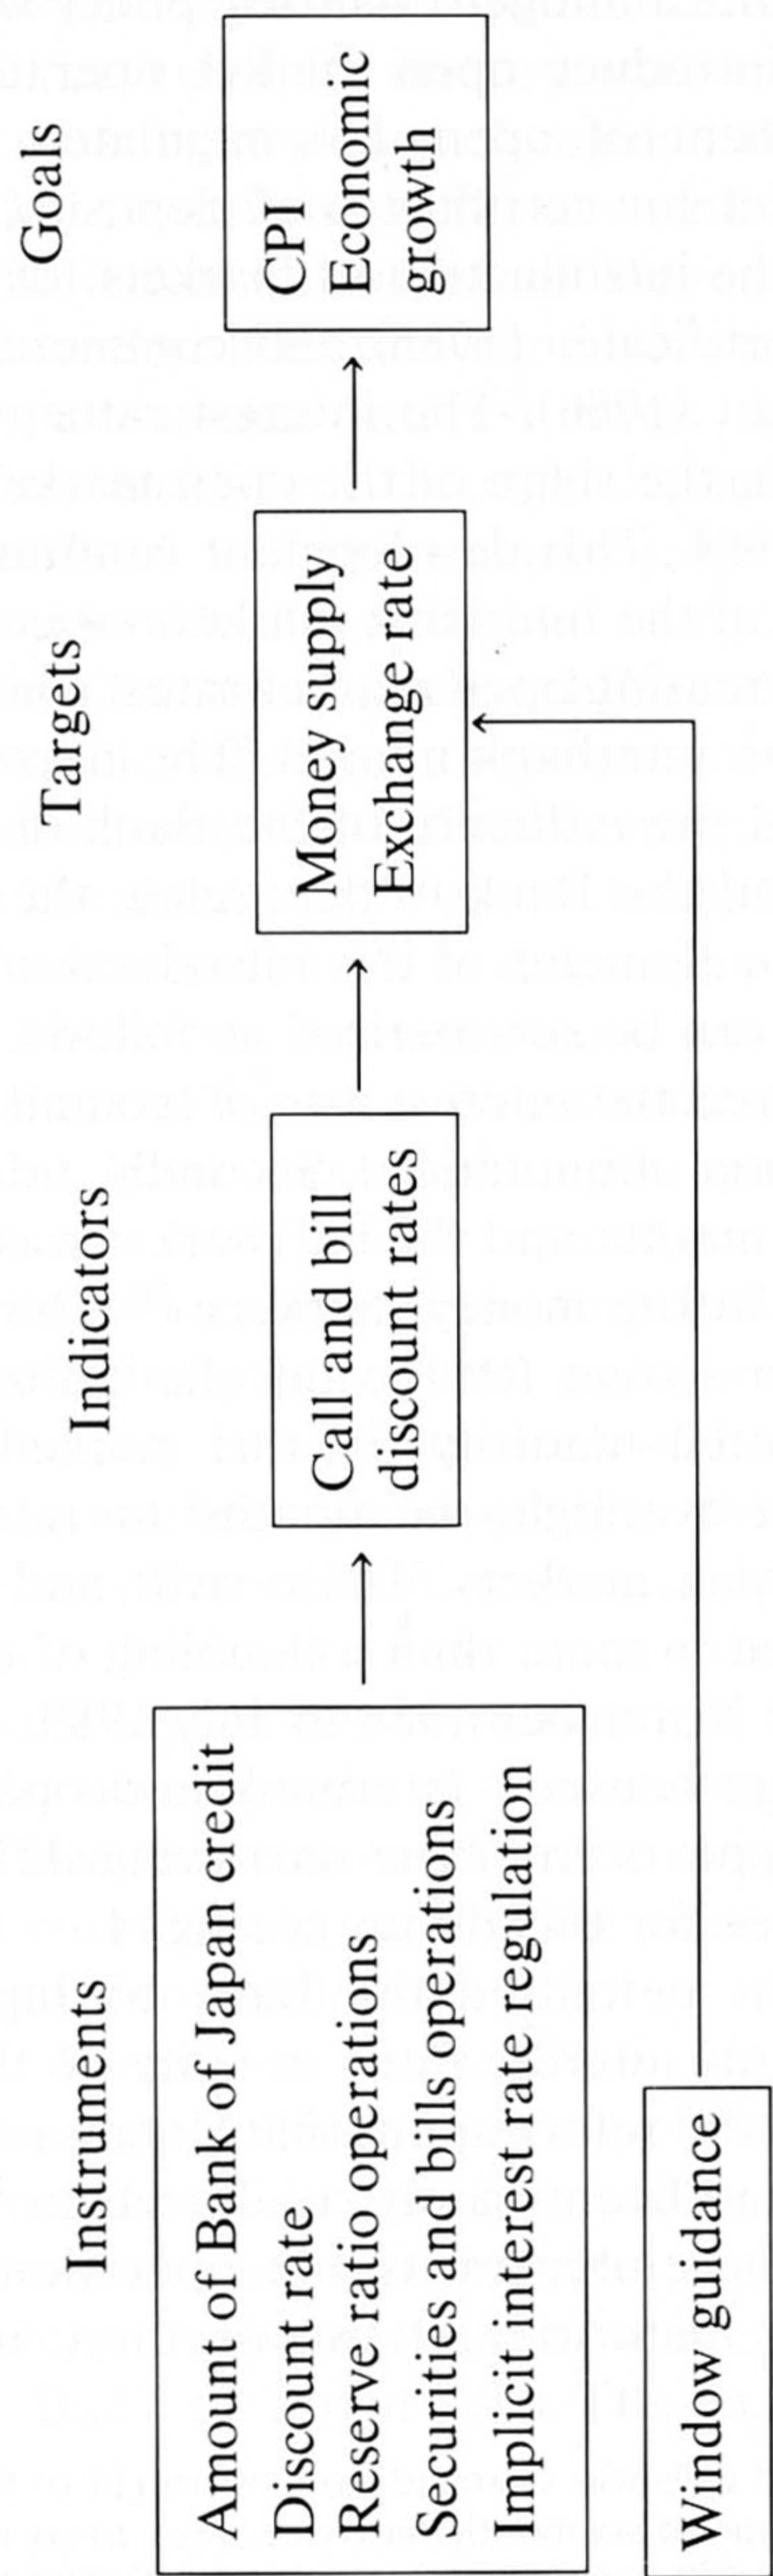 Instruments
Indicators
Targets
Goals
Amount of Bank of Japan credit
Discount rate
Reserve ratio operations
Securities and bills operations
Implicit interest rate regulation
Call and bill
discount rates
Money supply
Exchange rate
CPI
Economic
growth
Window gudance